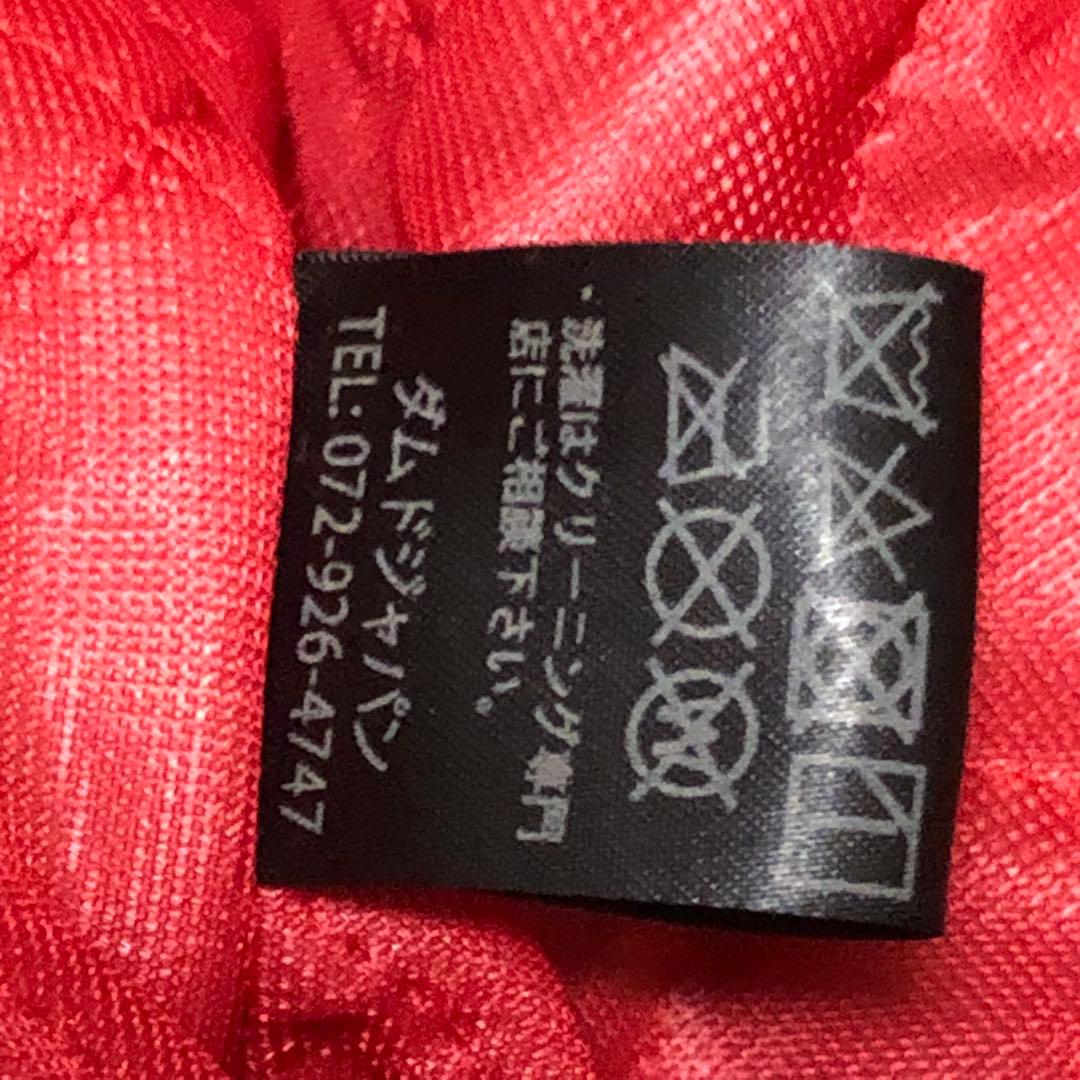 ・洗濯はクリーニング専門
店にご相談下さい。
ダムドジャパン
TEL:072-926-4747